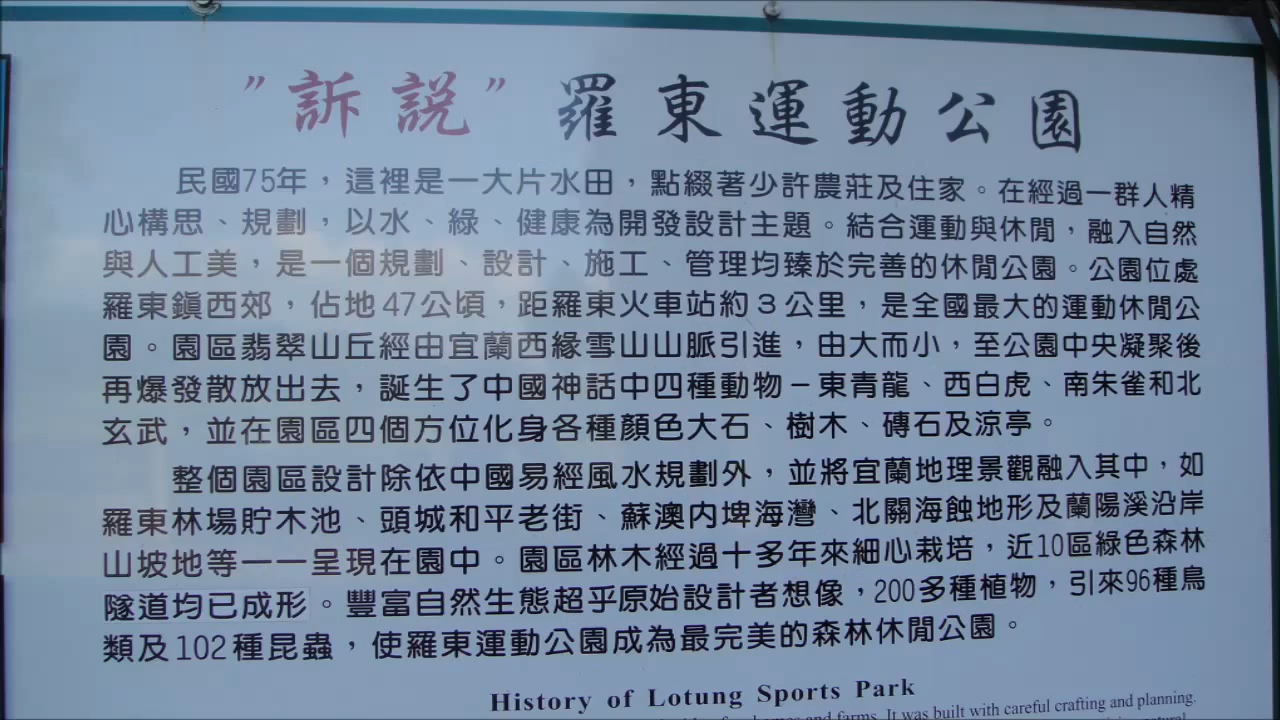 "訴說"羅東運動公園
民國75年，這裡是一大片水田，點綴著少許農莊及住家。在經過一群人精
心構思、規劃，以水、綠、健康為開發設計主題。結合運動與休閒，融入自然
與人工美，是一個規劃、設計、施工、管理均臻於完善的休閒公園。公園位處
羅東鎮西郊，佔地47公頃，距羅東火車站約3公里，是全國最大的運動休閒公
園。園區翡翠山丘經由宜蘭西緣雪山山脈引進，由大而小，至公園中央凝聚後
再爆發散放出去，誕生了中國神話中四種動物－東青龍、西白虎、南朱雀和北
玄武，並在園區四個方位化身各種顏色大石、樹木、磚石及涼亭。
整個園區設計除依中國易經風水規劃外，並將宜蘭地理景觀融入其中，如
羅東林場貯木池、頭城和平老街、蘇澳內埤海灣、北關海蝕地形及蘭陽溪沿岸
山坡地等一一呈現在園中。園區林木經過十多年來細心栽培，近10區綠色森林
隧道均已成形。豐富自然生態超乎原始設計者想像，200多種植物，引來96種鳥
類及102種昆蟲，使羅東運動公園成為最完美的森林休閒公園。
History of Lotung Sports Park
homes and farms. It was built with careful crafting and planning.